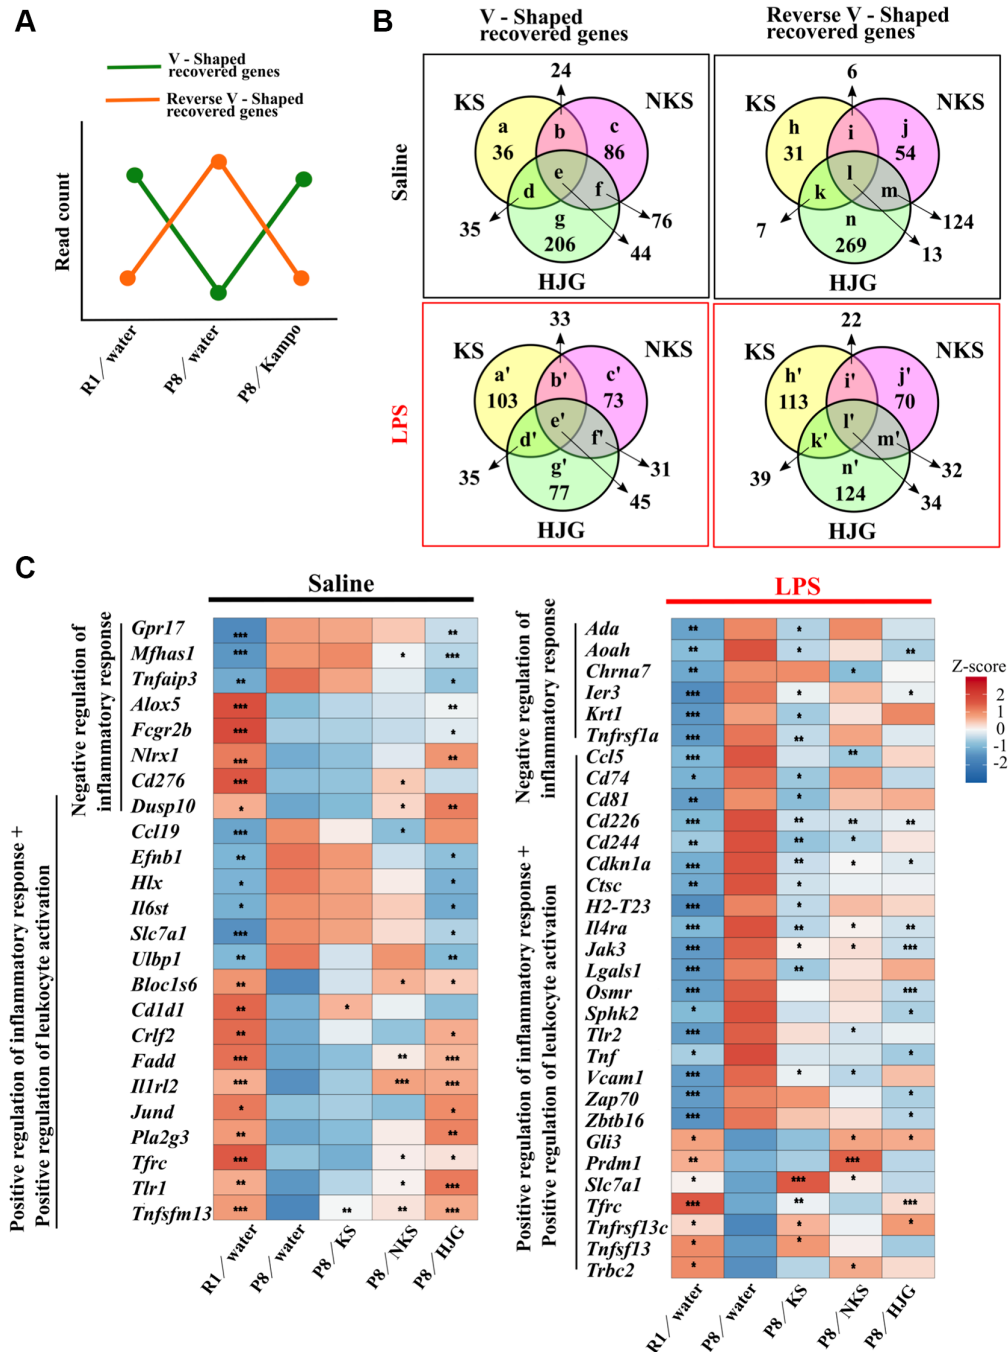 A
V - Shaped
recovered genes
Reverse V - Shaped
recovered genes
Read count
R1/water
P8/water
P8/Kampo
B
V - Shaped
recovered genes
Reverse V - Shaped
recovered genes
Saline
24
KS
NKS
a
36
b
c
86
d
e
f
g
206
35
76
44
HJG
6
KS
NKS
h
31
i
j
54
k
l
m
n
269
7
124
13
HJG
LPS
33
KS
NKS
a'
103
b'
c'
73
d'
e'
f'
g'
77
35
31
45
HJG
22
KS
NKS
h'
113
i'
j'
70
k'
l'
m'
n'
124
39
32
34
HJG
C
Saline
Negative regulation of
inflammatory response
Positive regulation of inflammatory response +
Positive regulation of leukocyte activation
Gpr17 *** **
Mfhas1 *** * ***
Tnfaip3 ** *
Alox5 *** **
Fcgr2b *** *
Nlrx1 *** **
Cd276 *** *
Dusp10 * * **
Ccl19 *** *
Efnb1 ** *
Hlx * *
Il6st * *
Slc7a1 *** *
Ulbp1 ** **
Bloc1s6 ** * *
Cd1d1 ** *
Crlf2 ** *
Fadd *** ** ***
Il1rl2 *** *** ***
Jund * *
Pla2g3 ** **
Tfrc *** * *
Tlr1 ** * ***
Tnfsfm13 *** ** ** ***
R1/water
P8/water
P8/KS
P8/NKS
P8/HJG
LPS
Negative regulation of
inflammatory response
Positive regulation of inflammatory response +
Positive regulation of leukocyte activation
Ada ** *
Aoah ** * **
Chrna7 ** *
Ier3 *** * *
Krt1 *** *
Tnfrsf1a *** **
Ccl5 *** **
Cd74 * *
Cd81 ** *
Cd226 *** ** ** **
Cd244 ** ** *
Cdkn1a *** ** * *
Ctsc ** *
H2-T23 *** *
Il4ra *** ** * **
Jak3 *** * * ***
Lgals1 *** **
Osmr *** ***
Sphk2 * *
Tlr2 *** *
Tnf * *
Vcam1 *** * *
Zap70 *** *
Zbtb16 *** *
Gli3 * * *
Prdm1 ** ***
Slc7a1 * *** *
Tfrc *** ** ***
Tnfrsf13c * * *
Tnfsf13 * *
Trbc2 * *
R1/water
P8/water
P8/KS
P8/NKS
P8/HJG
Z-score
2
1
0
-1
-2